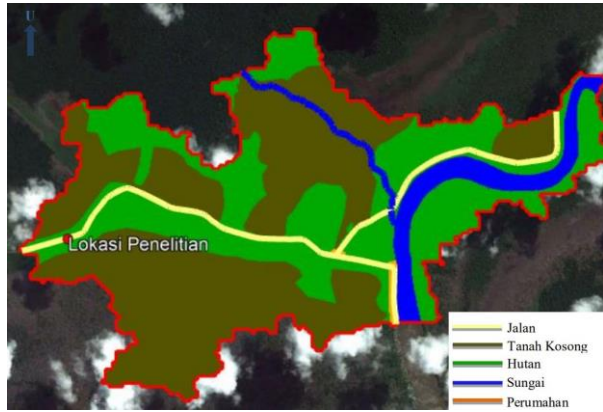 U
Lokasi Penelitian
Jalan
Tanah Kosong
Hutan
Sungai
Perumahan